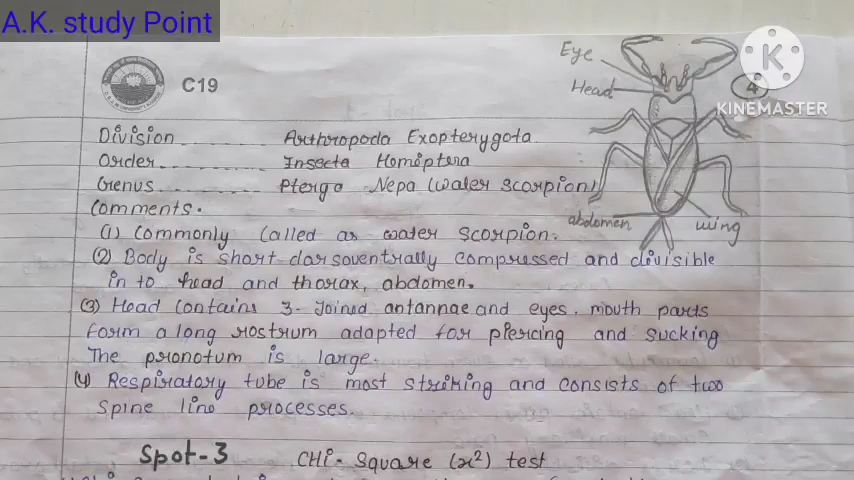 A.K. study Point
C19
Eye
Head
4
KINEMASTER
Division .......... Arthropoda Exopterygota
Order .......... Insecta Homiptera
Genus .......... Ptergo Nepa (water scorpion)
Comments.
abdomen
wing
(1) Commonly Called as water scorpion.
(2) Body is short darsoventrally compressed and divisible
in to head and thorax, abdomen.
(3) Head contains 3- Joined antannae and eyes. mouth parts
form a long rostrum adapted for piercing and sucking
The pronotum is large.
(4) Respiratory tube is most striking and consists of two
Spine line processes.
Spot-3 CHi- Square (x²) test